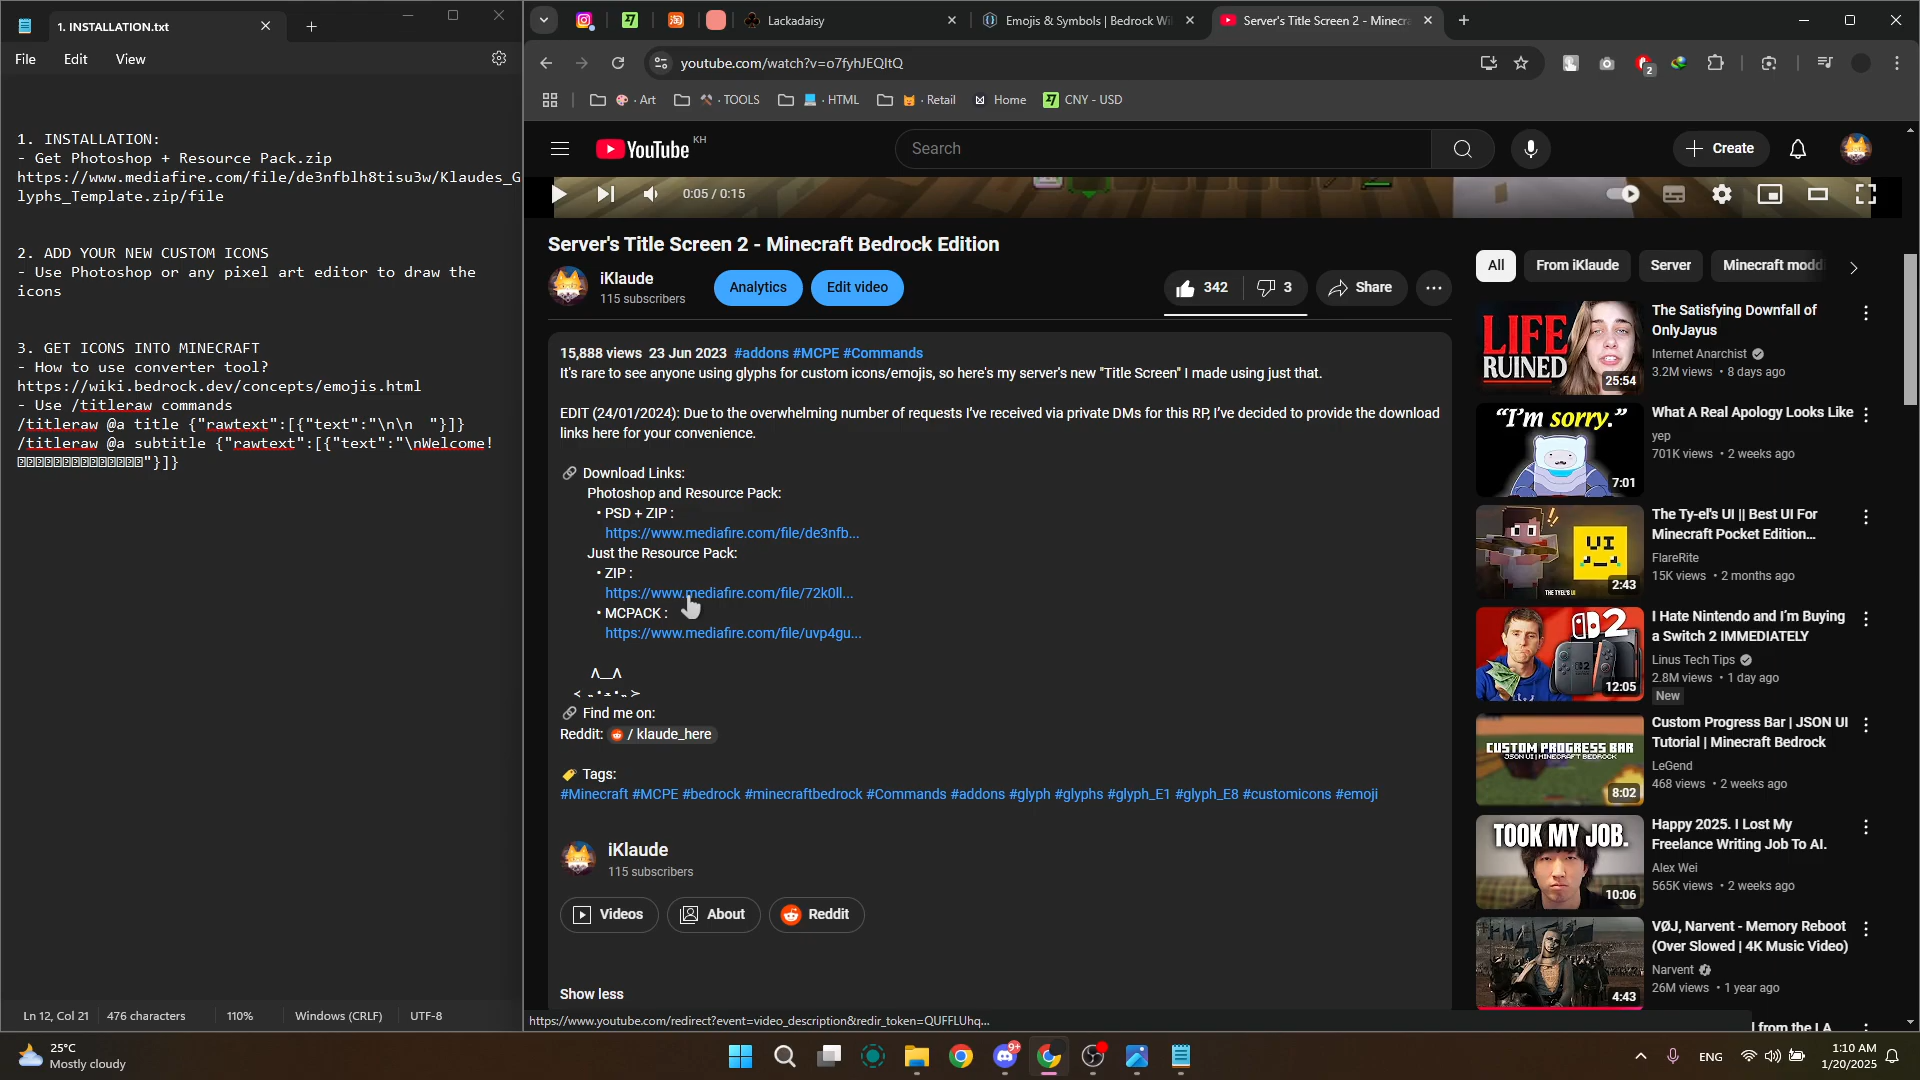 1. INSTALLATION.txt
File Edit View
1. INSTALLATION:
- Get Photoshop + Resource Pack.zip
https://www.mediafire.com/file/de3nfblh8tisu3w/Klaudes_G
lyphs_Template.zip/file
2. ADD YOUR NEW CUSTOM ICONS
- Use Photoshop or any pixel art editor to draw the
icons
3. GET ICONS INTO MINECRAFT
- How to use converter tool?
https://wiki.bedrock.dev/concepts/emojis.html
- Use /titleraw commands
/titleraw @a title {"rawtext":[{"text":"\n\n  "}]}
/titleraw @a subtitle {"rawtext":[{"text":"\nWelcome!
"}]}
Ln 12, Col 21 476 characters 110% Windows (CRLF) UTF-8
Lackadaisy
Emojis & Symbols | Bedrock Wi
Server's Title Screen 2 - Minecr
youtube.com/watch?v=o7fyhJEQItQ
2
· Art · TOOLS · HTML · Retail Home CNY - USD
YouTube KH
Search
Create
0:05 / 0:15
Server's Title Screen 2 - Minecraft Bedrock Edition
iKlaude
115 subscribers
Analytics
Edit video
342
3
Share
15,888 views 23 Jun 2023 #addons #MCPE #Commands
It's rare to see anyone using glyphs for custom icons/emojis, so here's my server's new "Title Screen" I made using just that.
EDIT (24/01/2024): Due to the overwhelming number of requests I've received via private DMs for this RP, I've decided to provide the download
links here for your convenience.
🔗 Download Links:
Photoshop and Resource Pack:
• PSD + ZIP :
https://www.mediafire.com/file/de3nfb...
Just the Resource Pack:
• ZIP :
https://www.mediafire.com/file/72k0ll...
• MCPACK :
https://www.mediafire.com/file/uvp4gu...
🔗 Find me on:
Reddit: / klaude_here
Tags:
#Minecraft #MCPE #bedrock #minecraftbedrock #Commands #addons #glyph #glyphs #glyph_E1 #glyph_E8 #customicons #emoji
iKlaude
115 subscribers
Videos
About
Reddit
Show less
https://www.youtube.com/redirect?event=video_description&redir_token=QUFFLUhq...
All From iKlaude Server Minecraft moddi
LIFE
RUINED
25:54
The Satisfying Downfall of
OnlyJayus
Internet Anarchist
3.2M views • 8 days ago
"I'm sorry."
7:01
What A Real Apology Looks Like
yep
701K views • 2 weeks ago
UI
2:43
The Ty-el's UI || Best UI For
Minecraft Pocket Edition...
FlareRite
15K views • 2 months ago
2
12:05
I Hate Nintendo and I'm Buying
a Switch 2 IMMEDIATELY
Linus Tech Tips
2.8M views • 1 day ago
New
CUSTOM PROGRESS BAR
JSON UI | MINECRAFT BEDROCK
8:02
Custom Progress Bar | JSON UI
Tutorial | Minecraft Bedrock
LeGend
468 views • 2 weeks ago
TOOK MY JOB.
10:06
Happy 2025. I Lost My
Freelance Writing Job To AI.
Alex Wei
565K views • 2 weeks ago
4:43
VØJ, Narvent - Memory Reboot
(Over Slowed | 4K Music Video)
Narvent
26M views • 1 year ago
25°C
Mostly cloudy
9+
ENG
1:10 AM
1/20/2025